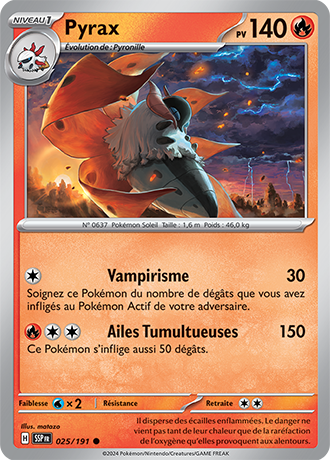 NIVEAU 1
Pyrax
PV 140
Évolution de : Pyronille
N° 0637 Pokémon Soleil Taille : 1,6 m Poids : 46,0 kg
Vampirisme 30
Soignez ce Pokémon du nombre de dégâts que vous avez
infligés au Pokémon Actif de votre adversaire.
Ailes Tumultueuses 150
Ce Pokémon s'inflige aussi 50 dégâts.
Faiblesse ×2 Résistance Retraite
Illus. matazo
H SSP FR 025/191
Il disperse des écailles enflammées. Le danger ne
vient pas tant de leur chaleur que de la raréfaction
de l'oxygène qu'elles provoquent aux alentours.
©2024 Pokémon/Nintendo/Creatures/GAME FREAK